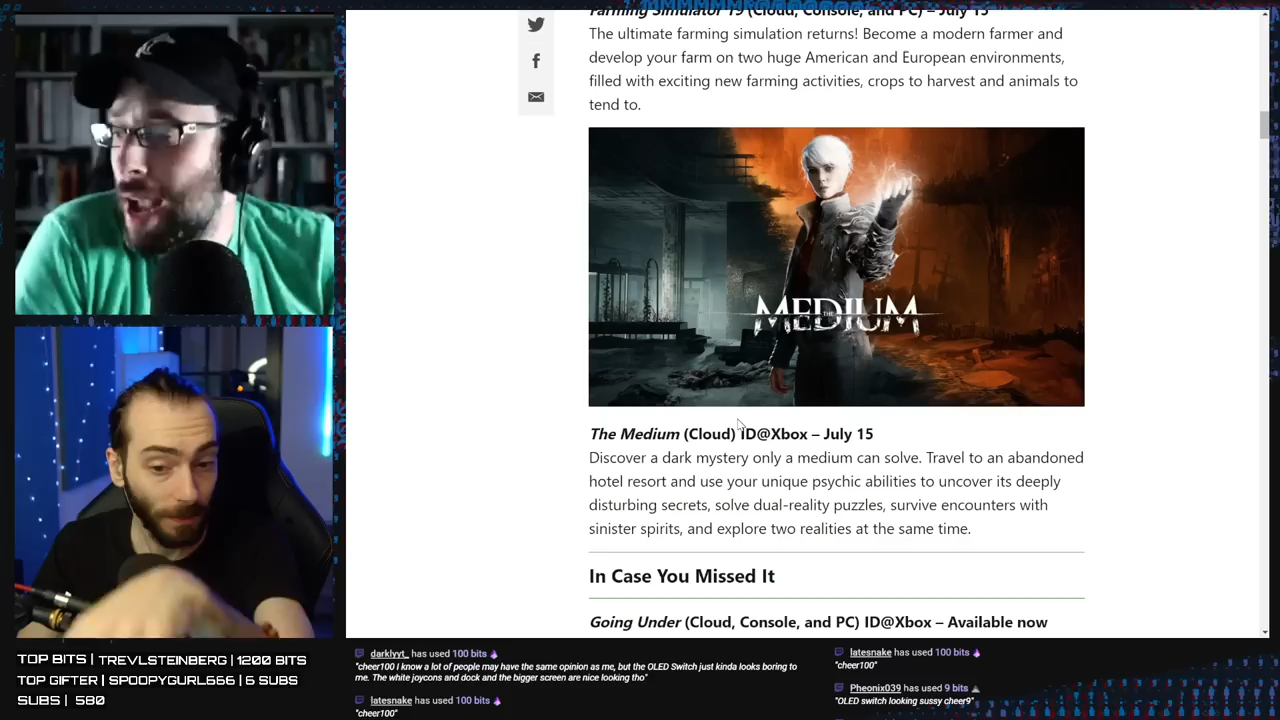 Farming Simulator 19 (Cloud, Console, and PC) – July 15
The ultimate farming simulation returns! Become a modern farmer and
develop your farm on two huge American and European environments,
filled with exciting new farming activities, crops to harvest and animals to
tend to.
THE MEDIUM
The Medium (Cloud) ID@Xbox – July 15
Discover a dark mystery only a medium can solve. Travel to an abandoned
hotel resort and use your unique psychic abilities to uncover its deeply
disturbing secrets, solve dual-reality puzzles, survive encounters with
sinister spirits, and explore two realities at the same time.
In Case You Missed It
Going Under (Cloud, Console, and PC) ID@Xbox – Available now
TOP BITS | TREVLSTEINBERG | 1200 BITS
TOP GIFTER | SPOOPYGURL666 | 6 SUBS
SUBS | 580
darklyvt_ has used 100 bits
"cheer100 I know a lot of people may have the same opinion as me, but the OLED Switch just kinda looks boring to
me. The white joycons and dock and the bigger screen are nice looking tho"
latesnake has used 100 bits
"cheer100"
latesnake has used 100 bits
"cheer100"
Pheonix039 has used 9 bits
"OLED switch looking sussy cheer9"